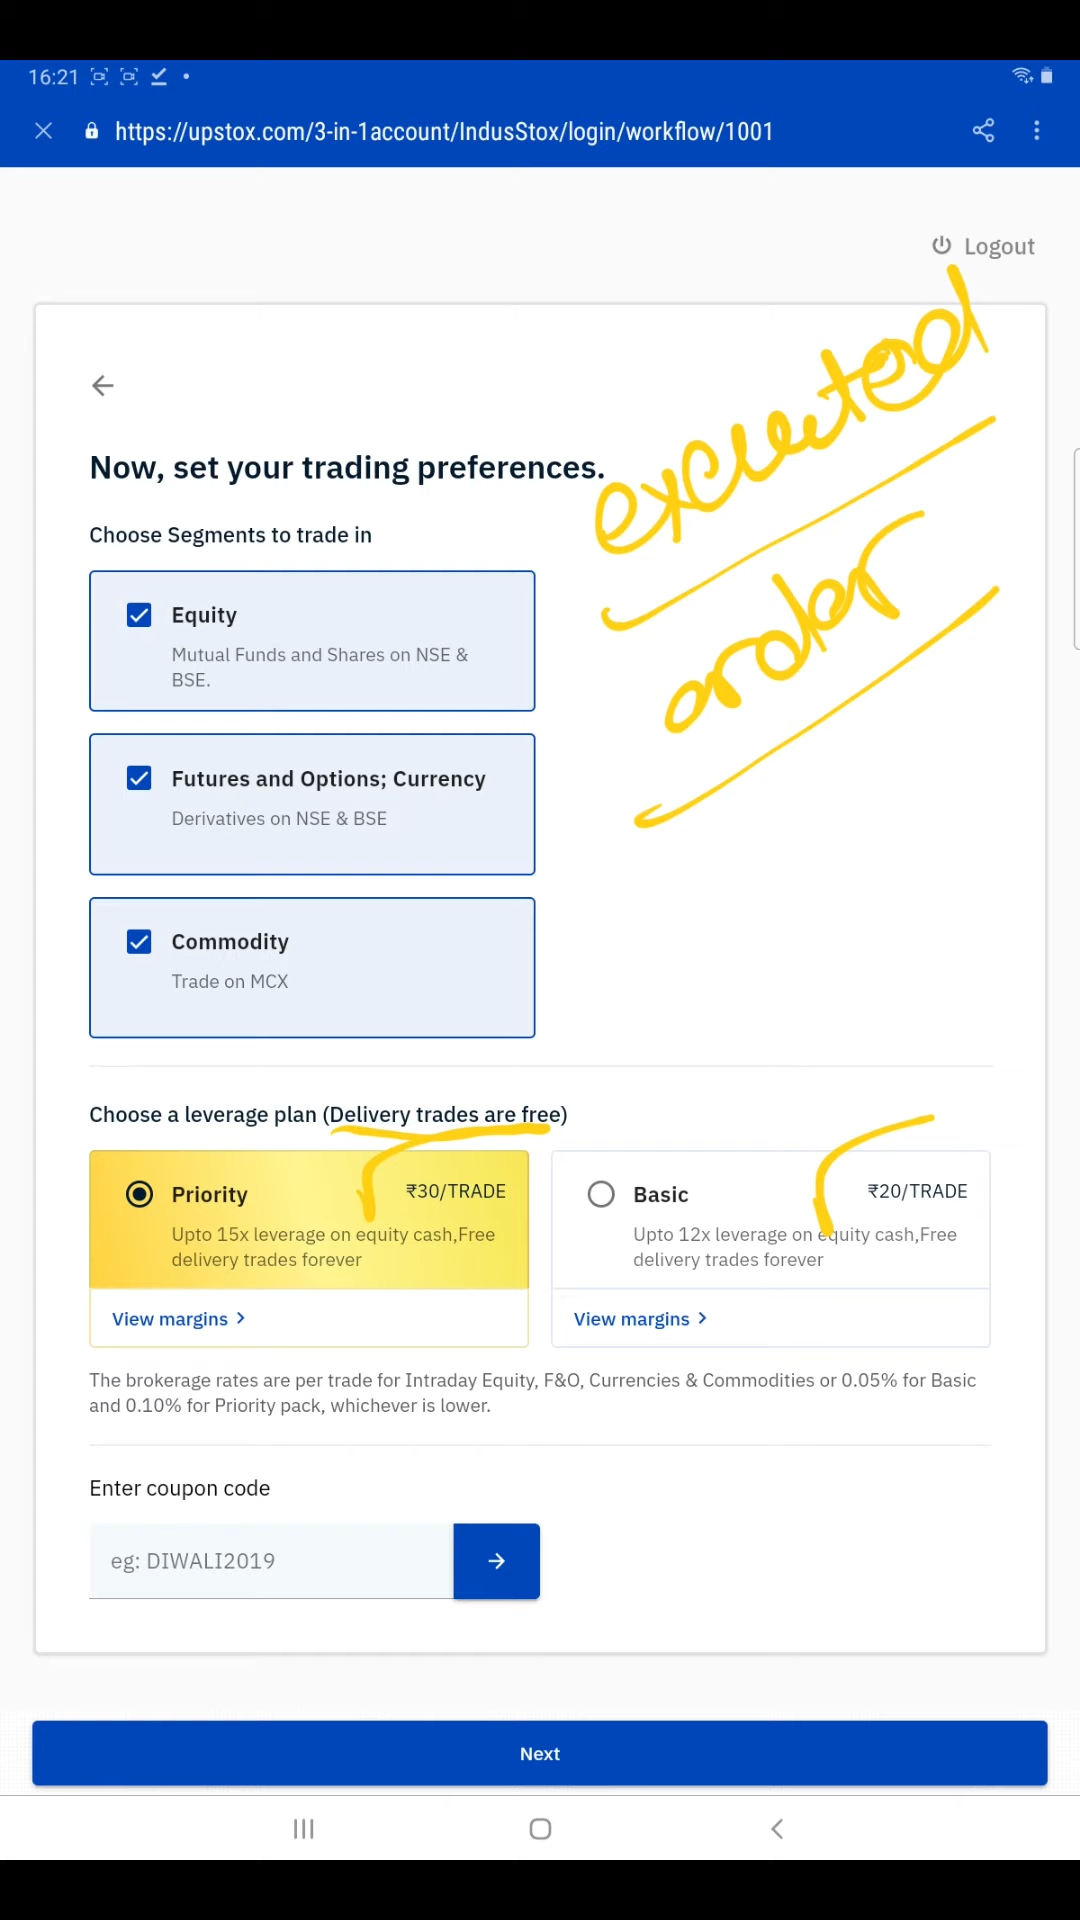 16:21
https://upstox.com/3-in-1account/IndusStox/login/workflow/1001
Logout
Now, set your trading preferences.
executed
order
Choose Segments to trade in
Equity
Mutual Funds and Shares on NSE &
BSE.
Futures and Options; Currency
Derivatives on NSE & BSE
Commodity
Trade on MCX
Choose a leverage plan (Delivery trades are free)
Priority ₹30/TRADE
Upto 15x leverage on equity cash,Free
delivery trades forever
View margins >
Basic ₹20/TRADE
Upto 12x leverage on equity cash,Free
delivery trades forever
View margins >
The brokerage rates are per trade for Intraday Equity, F&O, Currencies & Commodities or 0.05% for Basic
and 0.10% for Priority pack, whichever is lower.
Enter coupon code
eg: DIWALI2019
Next